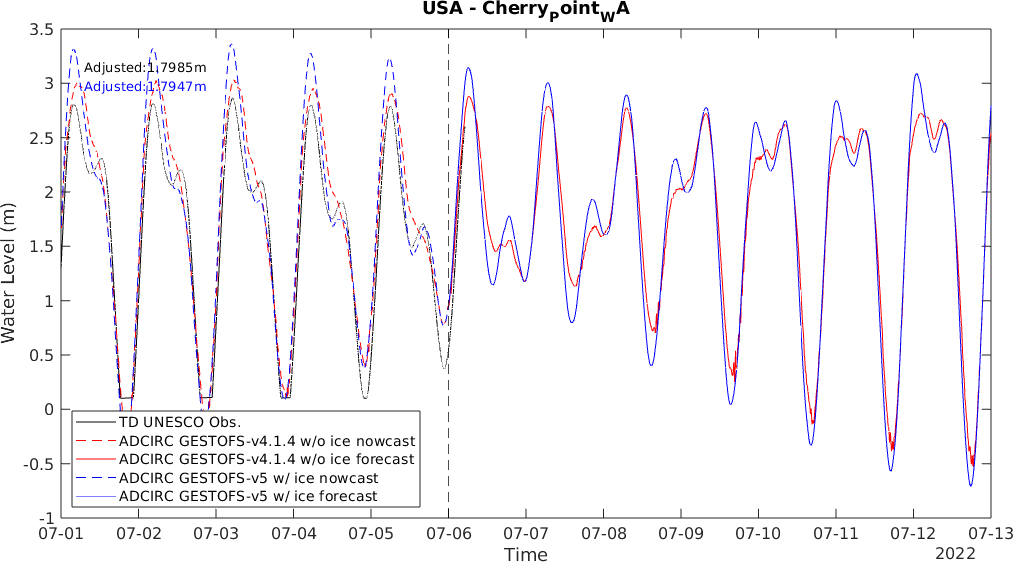 USA - Cherry_Point_WA
3.5
3
2.5
2
1.5
1
0.5
0
-0.5
-1
Water Level (m)
Adjusted:1.7985m
Adjusted:1.7947m
TD UNESCO Obs.
ADCIRC GESTOFS-v4.1.4 w/o ice nowcast
ADCIRC GESTOFS-v4.1.4 w/o ice forecast
ADCIRC GESTOFS-v5 w/ ice nowcast
ADCIRC GESTOFS-v5 w/ ice forecast
07-01 07-02 07-03 07-04 07-05 07-06 07-07 07-08 07-09 07-10 07-11 07-12 07-13
Time
2022